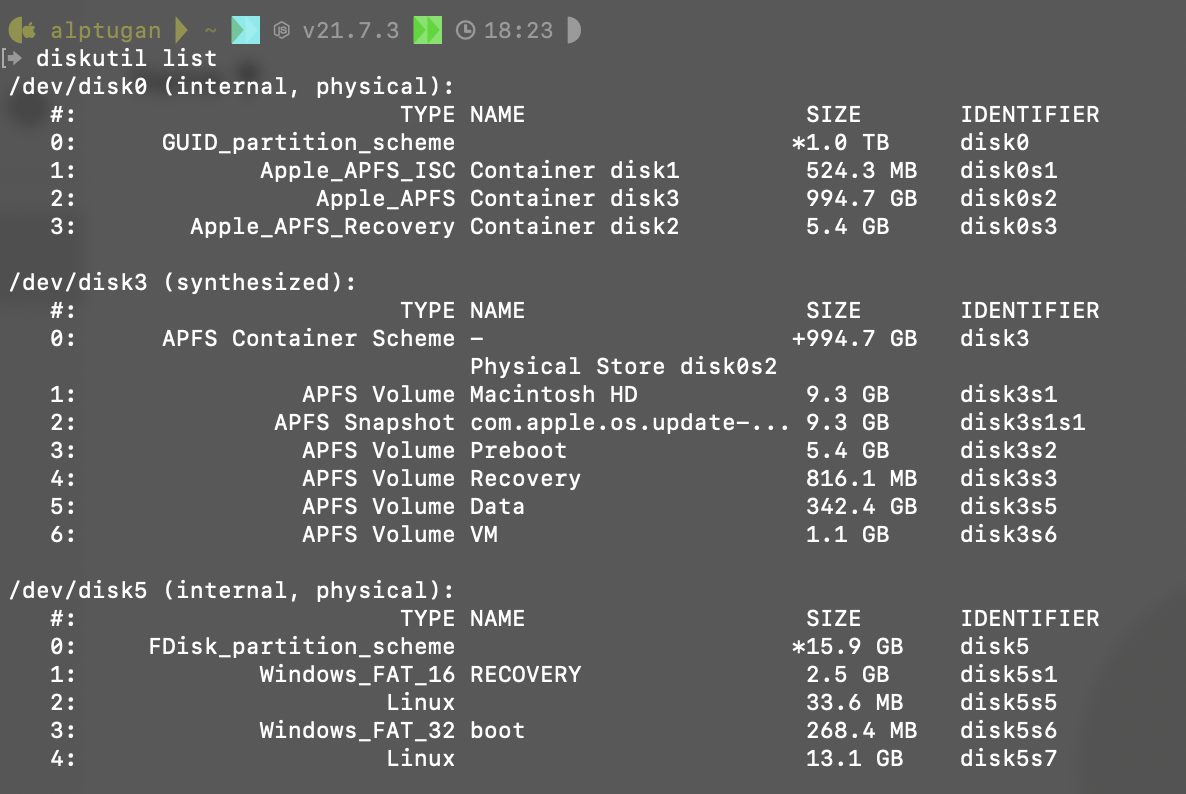 alptugan ~ v21.7.3 18:23
diskutil list
/dev/disk0 (internal, physical):
#: TYPE NAME SIZE IDENTIFIER
0: GUID_partition_scheme *1.0 TB disk0
1: Apple_APFS_ISC Container disk1 524.3 MB disk0s1
2: Apple_APFS Container disk3 994.7 GB disk0s2
3: Apple_APFS_Recovery Container disk2 5.4 GB disk0s3
/dev/disk3 (synthesized):
#: TYPE NAME SIZE IDENTIFIER
0: APFS Container Scheme - +994.7 GB disk3
Physical Store disk0s2
1: APFS Volume Macintosh HD 9.3 GB disk3s1
2: APFS Snapshot com.apple.os.update-... 9.3 GB disk3s1s1
3: APFS Volume Preboot 5.4 GB disk3s2
4: APFS Volume Recovery 816.1 MB disk3s3
5: APFS Volume Data 342.4 GB disk3s5
6: APFS Volume VM 1.1 GB disk3s6
/dev/disk5 (internal, physical):
#: TYPE NAME SIZE IDENTIFIER
0: FDisk_partition_scheme *15.9 GB disk5
1: Windows_FAT_16 RECOVERY 2.5 GB disk5s1
2: Linux 33.6 MB disk5s5
3: Windows_FAT_32 boot 268.4 MB disk5s6
4: Linux 13.1 GB disk5s7